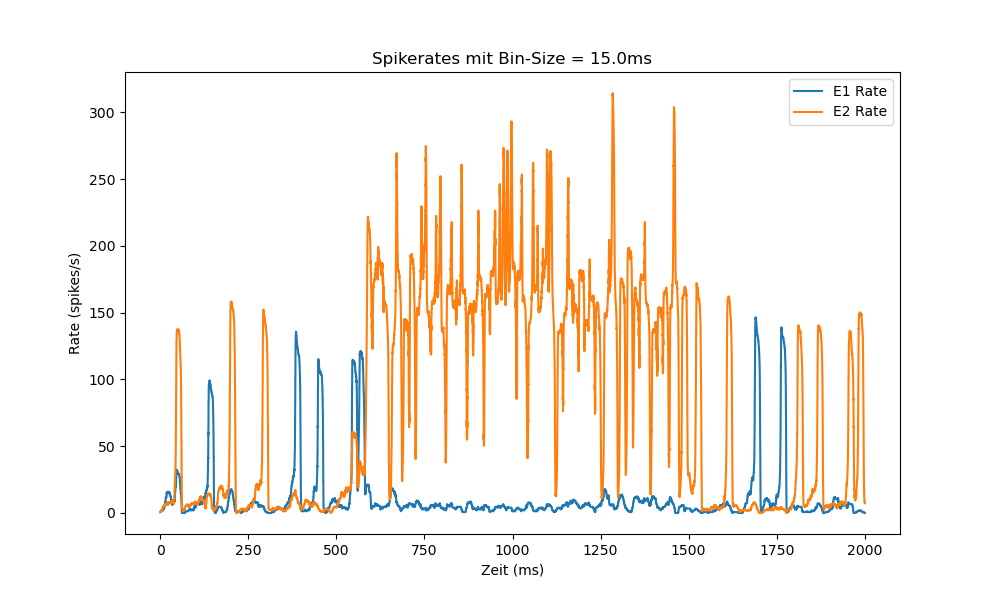 Spikerates mit Bin-Size = 15.0ms
E1 Rate
E2 Rate
Rate (spikes/s)
300
250
200
150
100
50
0
0 250 500 750 1000 1250 1500 1750 2000
Zeit (ms)